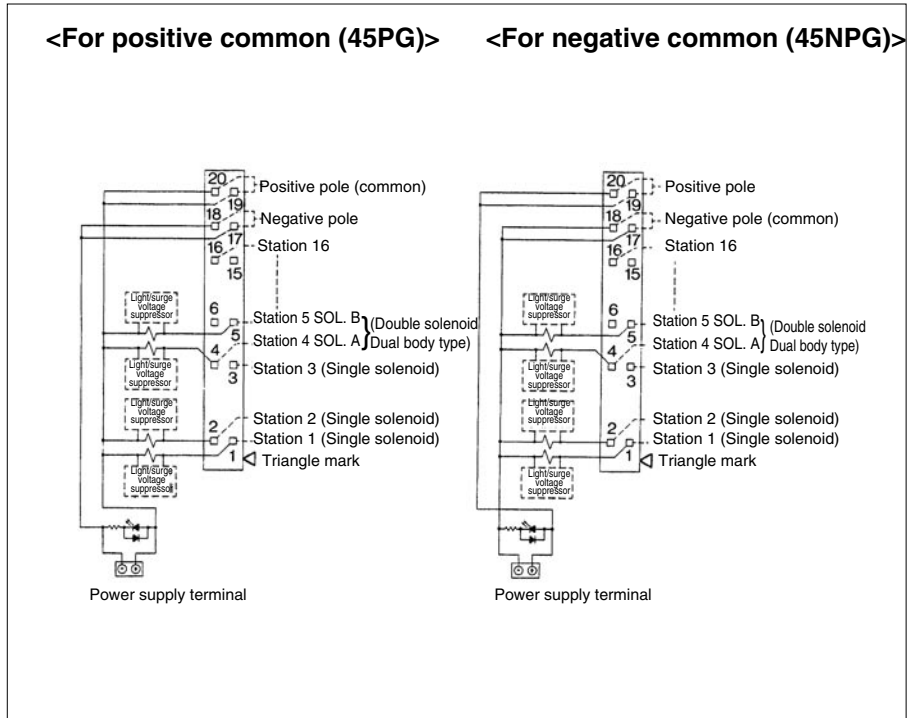 <For positive common (45PG)>
20
Positive pole (common)
19
18
Negative pole
17
16
Station 16
15
Light/surge
voltage
suppressor
6
Station 5 SOL. B
5
(Double solenoid
Dual body type)
Station 4 SOL. A
4
Light/surge
voltage
suppressor
3
Station 3 (Single solenoid)
Light/surge
voltage
suppressor
2
Station 2 (Single solenoid)
Station 1 (Single solenoid)
1
Triangle mark
Light/surge
voltage
suppressor
Power supply terminal
<For negative common (45NPG)>
20
Positive pole
19
18
Negative pole (common)
17
16
Station 16
15
Light/surge
voltage
suppressor
6
Station 5 SOL. B
5
(Double solenoid
Dual body type)
Station 4 SOL. A
4
Light/surge
voltage
suppressor
3
Station 3 (Single solenoid)
Light/surge
voltage
suppressor
2
Station 2 (Single solenoid)
Station 1 (Single solenoid)
1
Triangle mark
Light/surge
voltage
suppressor
Power supply terminal